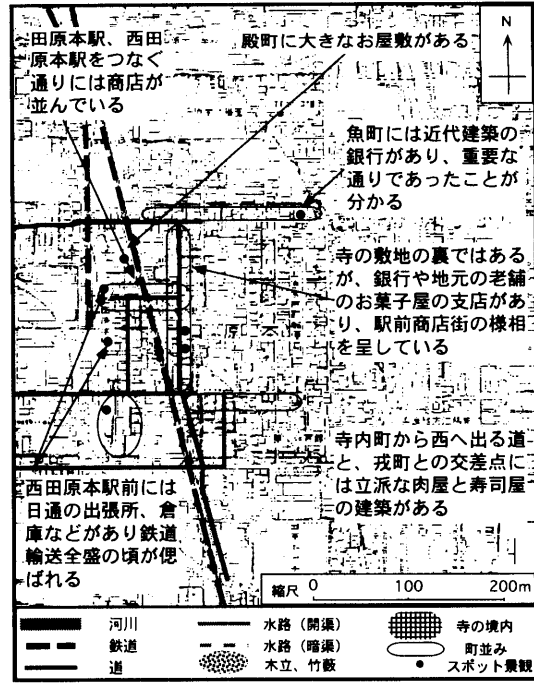 N
田原本駅、西田
原本駅をつなぐ
通りには商店が
並んでいる
殿町に大きなお屋敷がある
魚町には近代建築の
銀行があり、重要な
通りであったことが
分かる
寺の敷地の裏ではある
が、銀行や地元の老舗
のお菓子屋の支店があ
り、駅前商店街の様相
を呈している
寺内町から西へ出る道
と、戎町との交差点に
は立派な肉屋と寿司屋
の建築がある
西田原本駅前には
日通の出張所、倉
庫などがあり鉄道
輸送全盛の頃が偲
ばれる
縮尺 0 100 200m
河川
鉄道
道
水路（開渠）
水路（暗渠）
木立、竹藪
寺の境内
町並み
スポット景観